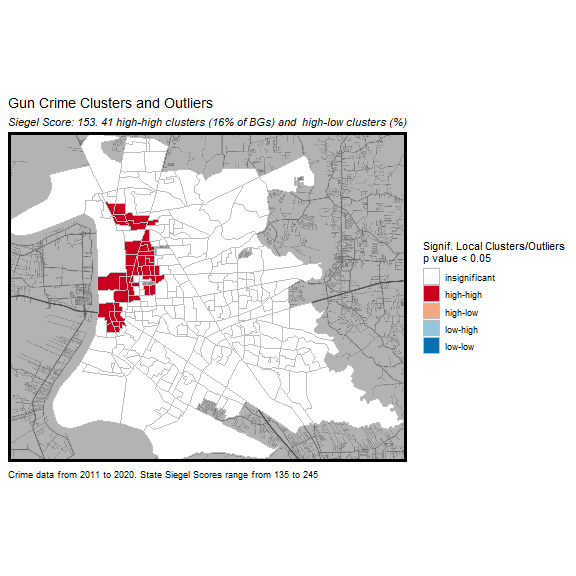 Gun Crime Clusters and Outliers
Siegel Score: 153. 41 high-high clusters (16% of BGs) and  high-low clusters (%)
Signif. Local Clusters/Outliers
p value < 0.05
insignificant
high-high
high-low
low-high
low-low
Crime data from 2011 to 2020. State Siegel Scores range from 135 to 245